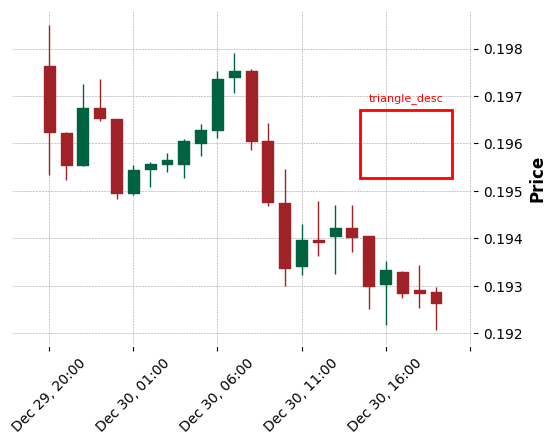 0.198
0.197
triangle_desc
0.196
0.195
0.194
0.193
0.192
Price
Dec 29, 20:00
Dec 30, 01:00
Dec 30, 06:00
Dec 30, 11:00
Dec 30, 16:00